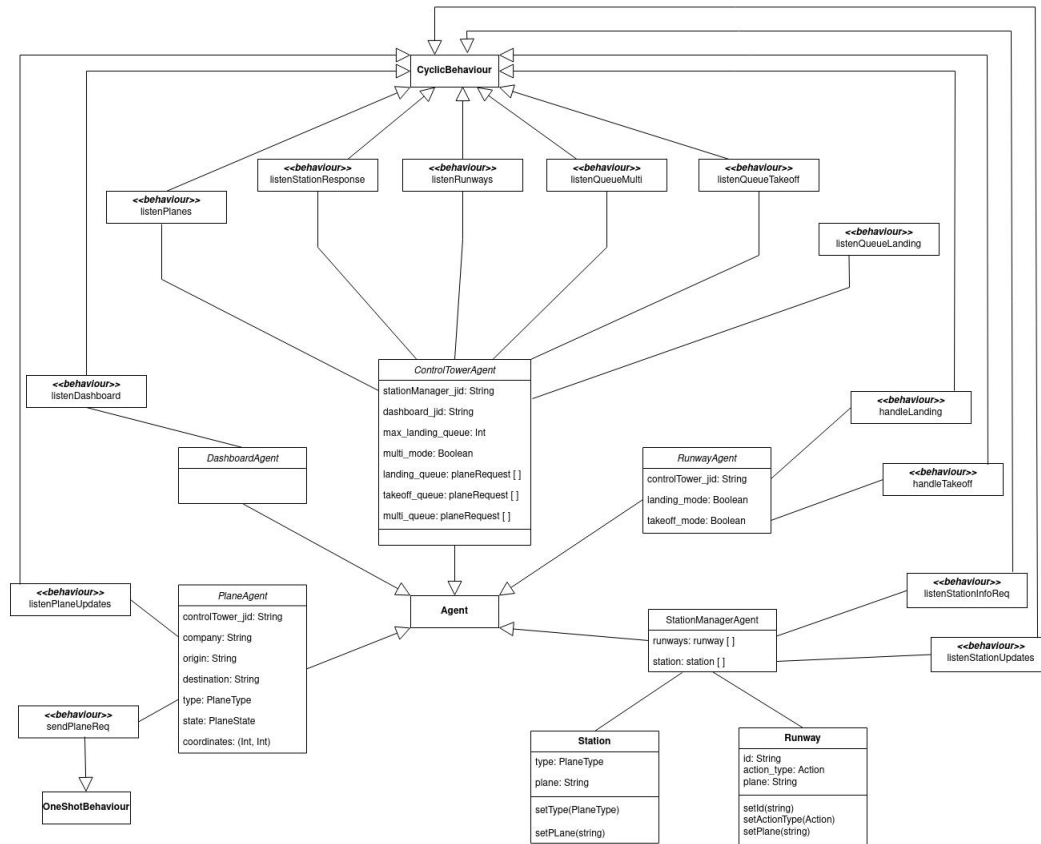 CyclicBehaviour
<<behaviour>>
listenPlanes
<<behaviour>>
listenStationResponse
<<behaviour>>
listenRunways
<<behaviour>>
listenQueueMulti
<<behaviour>>
listenQueueTakeoff
<<behaviour>>
listenQueueLanding
<<behaviour>>
listenDashboard
DashboardAgent
ControlTowerAgent
stationManager_jid: String
dashboard_jid: String
max_landing_queue: Int
multi_mode: Boolean
landing_queue: planeRequest [ ]
takeoff_queue: planeRequest [ ]
multi_queue: planeRequest [ ]
RunwayAgent
controlTower_jid: String
landing_mode: Boolean
takeoff_mode: Boolean
<<behaviour>>
handleLanding
<<behaviour>>
handleTakeoff
<<behaviour>>
listenPlaneUpdates
PlaneAgent
controlTower_jid: String
company: String
origin: String
destination: String
type: PlaneType
state: PlaneState
coordinates: (Int, Int)
Agent
StationManagerAgent
runways: runway [ ]
station: station [ ]
<<behaviour>>
listenStationInfoReq
<<behaviour>>
listenStationUpdates
<<behaviour>>
sendPlaneReq
OneShotBehaviour
Station
type: PlaneType
plane: String
setType(PlaneType)
setPLane(string)
Runway
id: String
action_type: Action
plane: String
setId(string)
setActionType(Action)
setPlane(string)